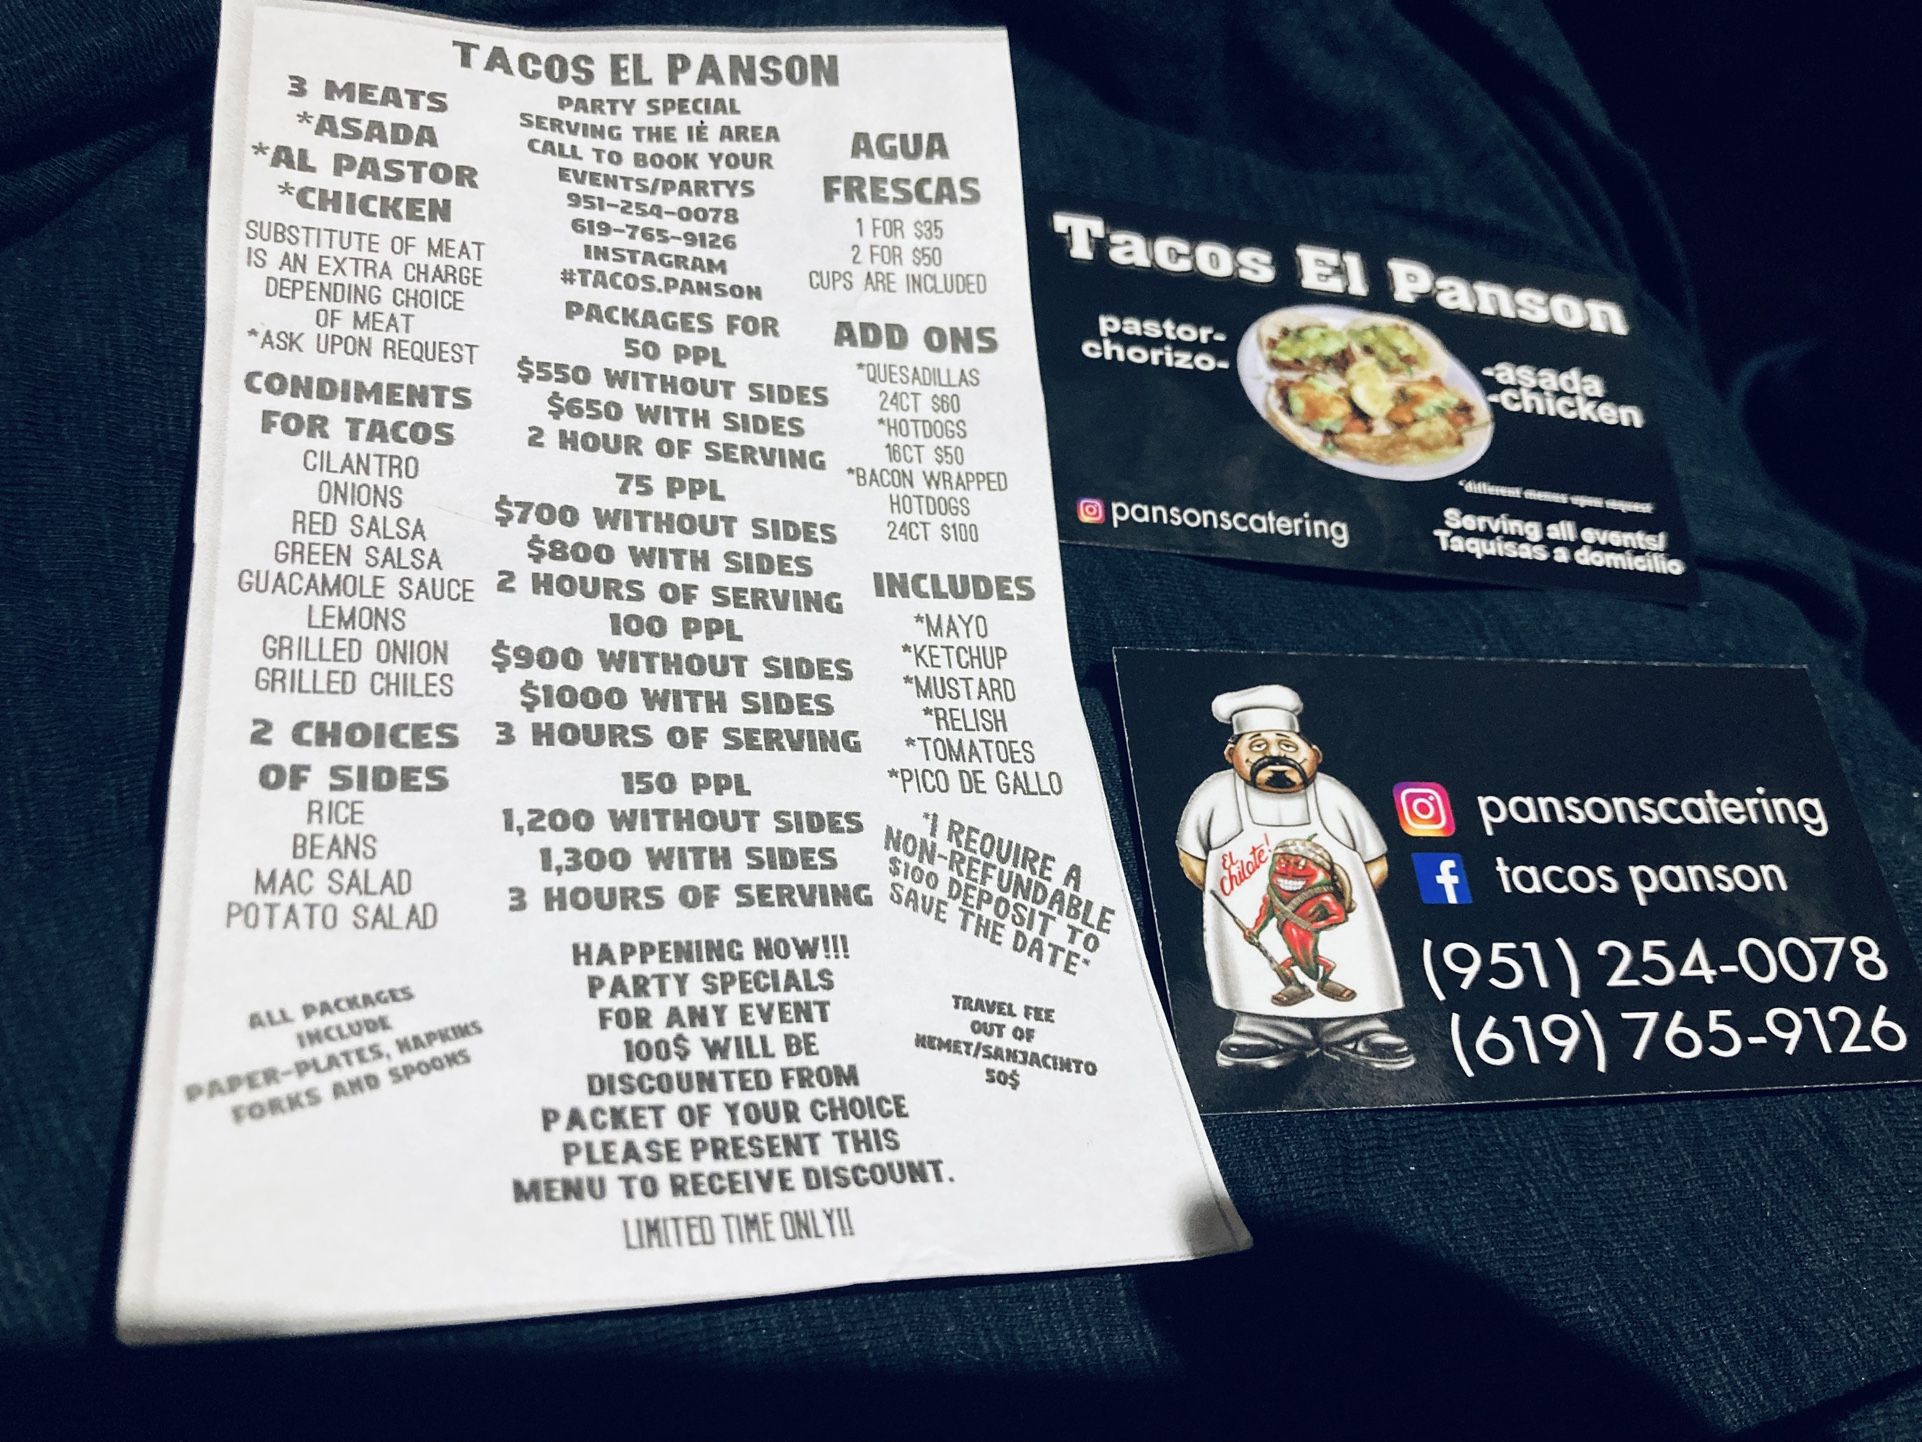 TACOS EL PANSON
3 MEATS
*ASADA
*AL PASTOR
*CHICKEN
SUBSTITUTE OF MEAT
IS AN EXTRA CHARGE
DEPENDING CHOICE
OF MEAT
*ASK UPON REQUEST
CONDIMENTS
FOR TACOS
CILANTRO
ONIONS
RED SALSA
GREEN SALSA
GUACAMOLE SAUCE
LEMONS
GRILLED ONION
GRILLED CHILES
2 CHOICES
OF SIDES
RICE
BEANS
MAC SALAD
POTATO SALAD
ALL PACKAGES
INCLUDE
PAPER-PLATES, NAPKINS
FORKS AND SPOONS
PARTY SPECIAL
SERVING THE IE AREA
CALL TO BOOK YOUR
EVENTS/PARTYS
951-254-0078
619-765-9126
INSTAGRAM
#TACOS.PANSON
PACKAGES FOR
50 PPL
$550 WITHOUT SIDES
$650 WITH SIDES
2 HOUR OF SERVING
75 PPL
$700 WITHOUT SIDES
$800 WITH SIDES
2 HOURS OF SERVING
100 PPL
$900 WITHOUT SIDES
$1000 WITH SIDES
3 HOURS OF SERVING
150 PPL
1,200 WITHOUT SIDES
1,300 WITH SIDES
3 HOURS OF SERVING
HAPPENING NOW!!!
PARTY SPECIALS
FOR ANY EVENT
100$ WILL BE
DISCOUNTED FROM
PACKET OF YOUR CHOICE
PLEASE PRESENT THIS
MENU TO RECEIVE DISCOUNT.
LIMITED TIME ONLY!!
AGUA
FRESCAS
1 FOR $35
2 FOR $50
CUPS ARE INCLUDED
ADD ONS
*QUESADILLAS
24CT $60
*HOTDOGS
16CT $50
*BACON WRAPPED
HOTDOGS
24CT $100
INCLUDES
*MAYO
*KETCHUP
*MUSTARD
*RELISH
*TOMATOES
*PICO DE GALLO
*I REQUIRE A
NON-REFUNDABLE
$100 DEPOSIT TO
SAVE THE DATE*
TRAVEL FEE
OUT OF
HEMET/SANJACINTO
50$
Tacos El Panson
pastor-
chorizo-
-asada
-chicken
*different menus upon request
pansonscatering
Serving all events!
Taquisas a domicilio
El
Chilote!
pansonscatering
tacos panson
(951) 254-0078
(619) 765-9126